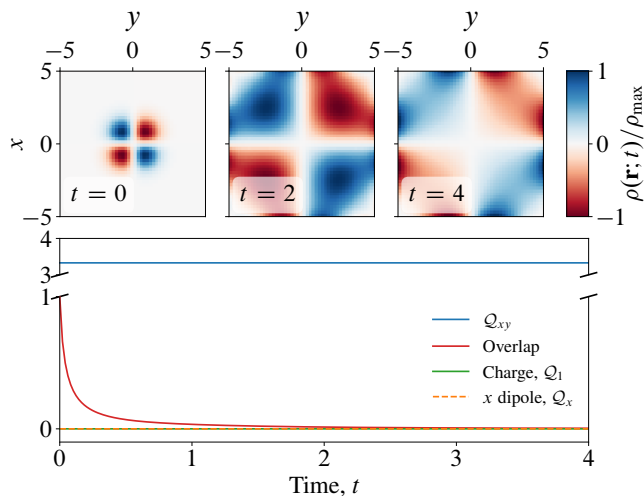 y y
−5 0 5 −5 0 5 −5 0 5
5
x 0
−5
t = 0 t = 2 t = 4
1
0
−1
ρ(r; t)/ρmax
4
3
1
0
𝒬xy
Overlap
Charge, 𝒬1
x dipole, 𝒬x
0 1 2 3 4
Time, t